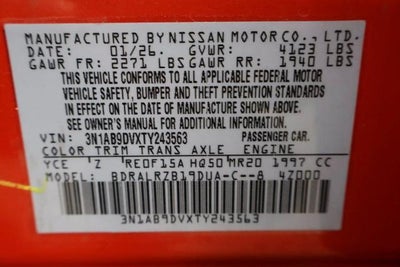 MANUFACTURED BY NISSAN MOTOR CO., LTD.
DATE: 01/26. GVWR: 4123 LBS
GAWR FR: 2271 LBS GAWR RR: 1940 LBS
THIS VEHICLE CONFORMS TO ALL APPLICABLE FEDERAL MOTOR
VEHICLE SAFETY, BUMPER AND THEFT PREVENTION STANDARDS
IN EFFECT ON THE DATE OF MANUFACTURE SHOWN ABOVE.
SEE OWNER'S MANUAL FOR ADDITIONAL INFORMATION.
VIN: 3N1AB9DVXTY243563 PASSENGER CAR.
COLOR TRIM TRANS AXLE ENGINE
YCE 'Z RE0F15A HQ50 MR20 1997 CC
MODEL: BDRALRZB19DUA-C--A 4Z000
3N1AB9DVXTY243563